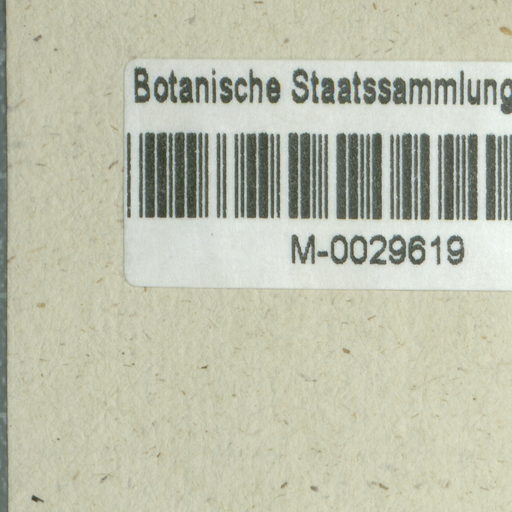 Botanische Staatssammlung
M-0029619